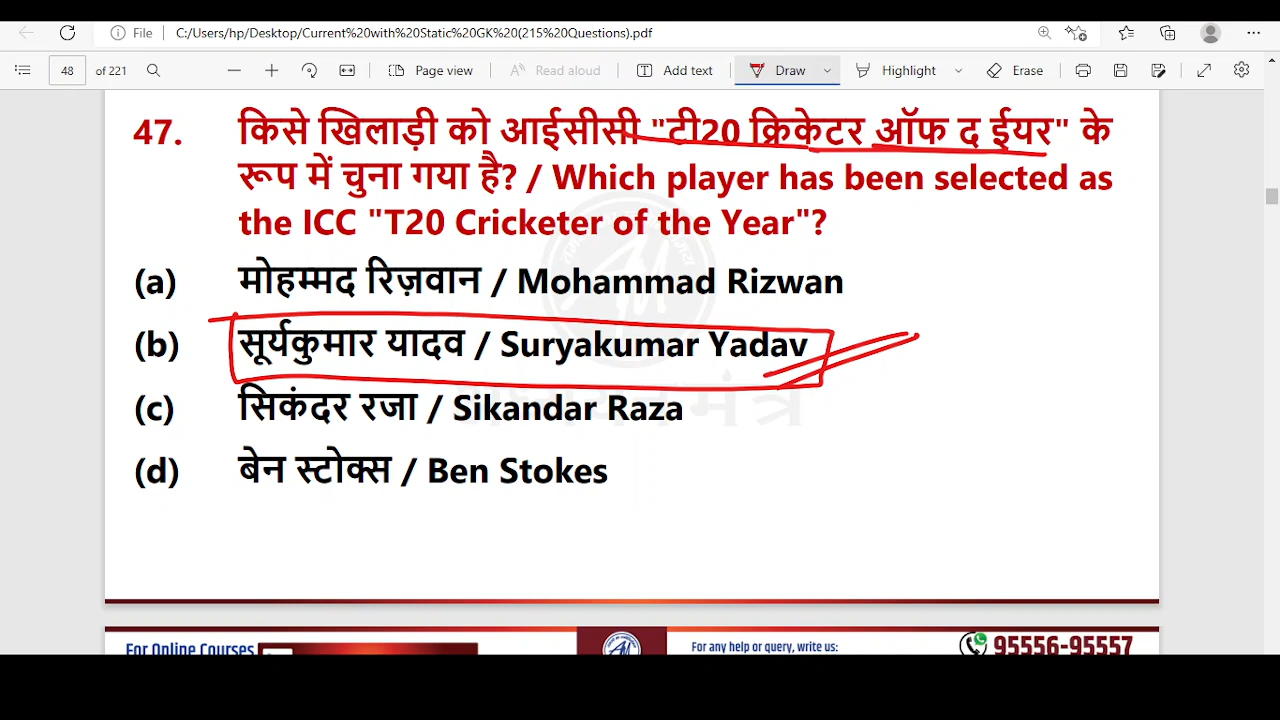 File C:/Users/hp/Desktop/Current%20with%20Static%20GK%20(215%20Questions).pdf
48 of 221 Page view Read aloud Add text Draw Highlight Erase
47. किसे खिलाड़ी को आईसीसी "टी20 क्रिकेटर ऑफ द ईयर" के
रूप में चुना गया है? / Which player has been selected as
the ICC "T20 Cricketer of the Year"?
(a) मोहम्मद रिज़वान / Mohammad Rizwan
(b) सूर्यकुमार यादव / Suryakumar Yadav
(c) सिकंदर रजा / Sikandar Raza
(d) बेन स्टोक्स / Ben Stokes
For Online Courses For any help or query, write us: 95556-95557